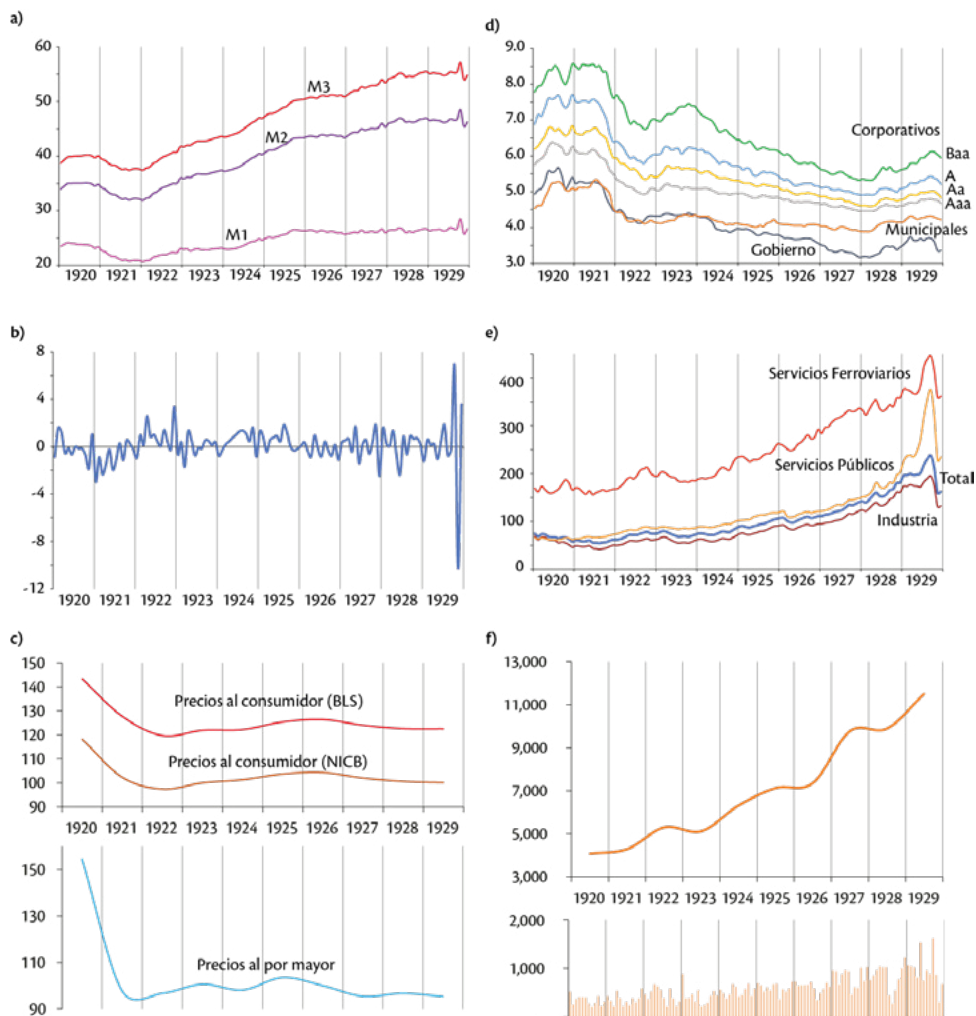 a)
60
50
40
30
20
M3
M2
M1
1920 1921 1922 1923 1924 1925 1926 1927 1928 1929
d)
9.0
8.0
7.0
6.0
5.0
4.0
3.0
Corporativos
Baa
A
Aa
Aaa
Municipales
Gobierno
1920 1921 1922 1923 1924 1925 1926 1927 1928 1929
b)
8
4
0
-4
-8
-12
1920 1921 1922 1923 1924 1925 1926 1927 1928 1929
e)
400
300
200
100
0
Servicios Ferroviarios
Servicios Públicos
Total
Industria
1920 1921 1922 1923 1924 1925 1926 1927 1928 1929
c)
150
140
130
120
110
100
90
Precios al consumidor (BLS)
Precios al consumidor (NICB)
1920 1921 1922 1923 1924 1925 1926 1927 1928 1929
150
130
110
90
Precios al por mayor
f)
13,000
11,000
9,000
7,000
5,000
3,000
1920 1921 1922 1923 1924 1925 1926 1927 1928 1929
2,000
1,000